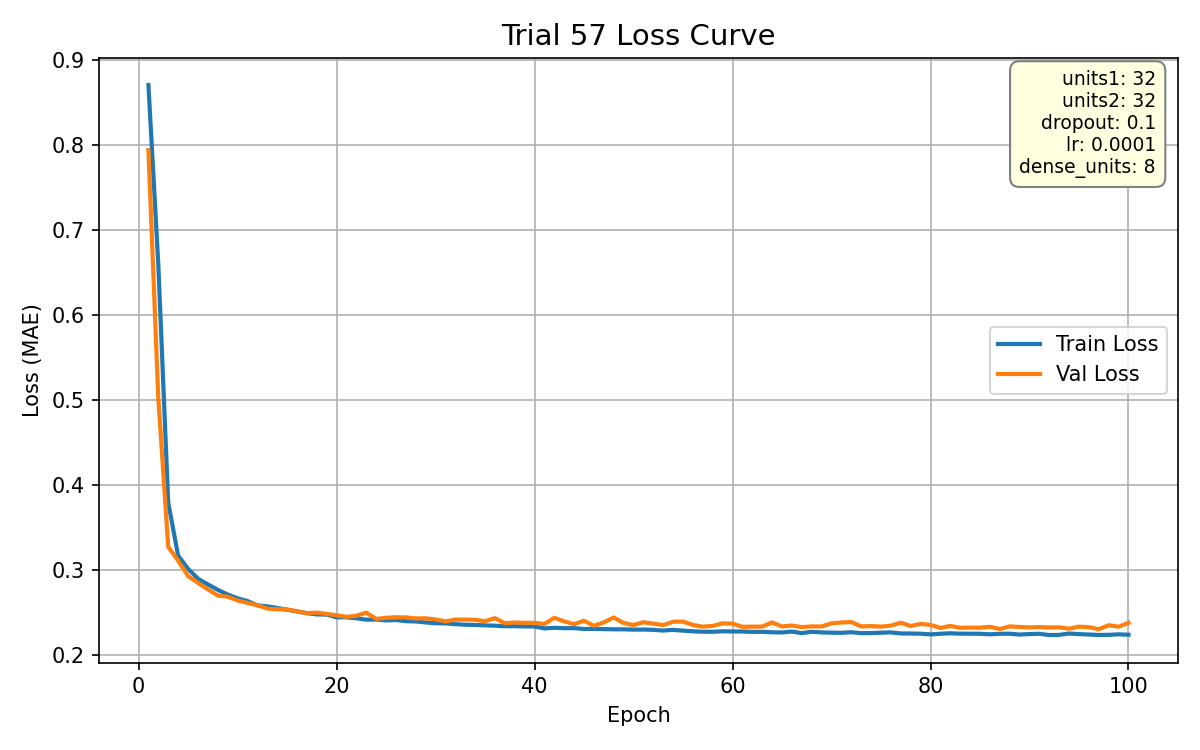 Trial 57 Loss Curve
0.9
0.8
0.7
0.6
0.5
0.4
0.3
0.2
Loss (MAE)
units1: 32
units2: 32
dropout: 0.1
lr: 0.0001
dense_units: 8
Train Loss
Val Loss
0
20
40
60
80
100
Epoch